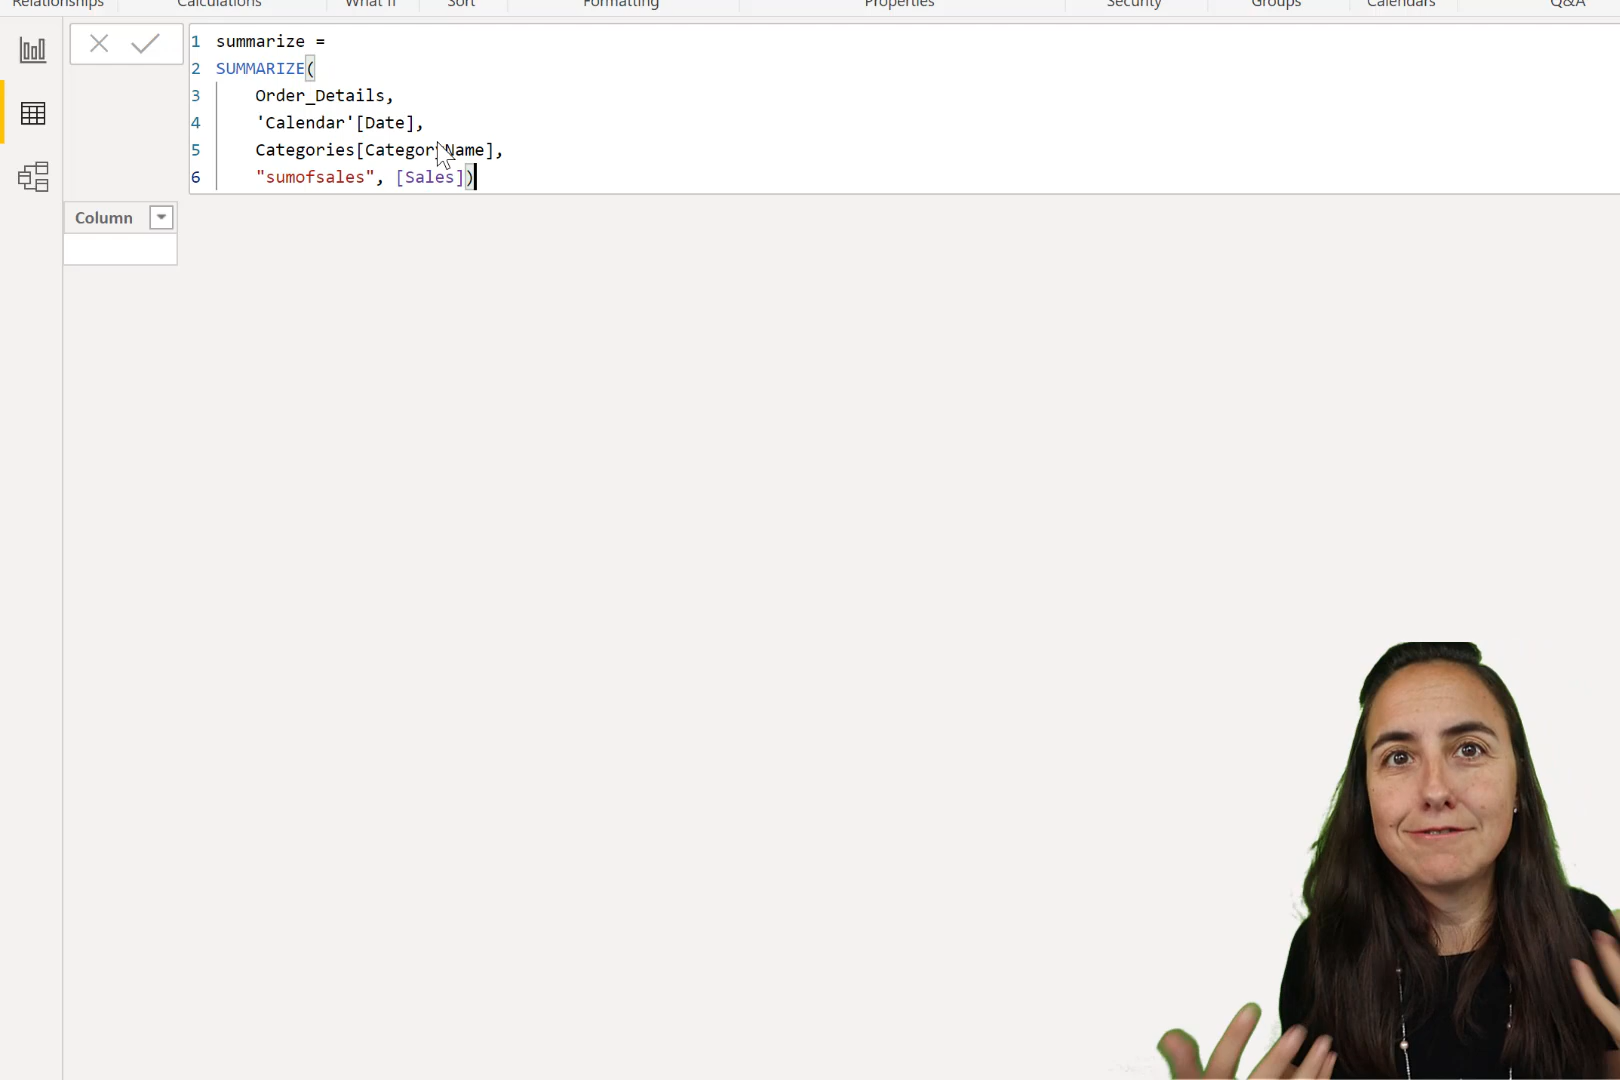 Relationships Calculations What if Sort Formatting Properties Security Groups Calendars Q&A
1 summarize =
2 SUMMARIZE(
3 Order_Details,
4 'Calendar'[Date],
5 Categories[CategoryName],
6 "sumofsales", [Sales])
Column